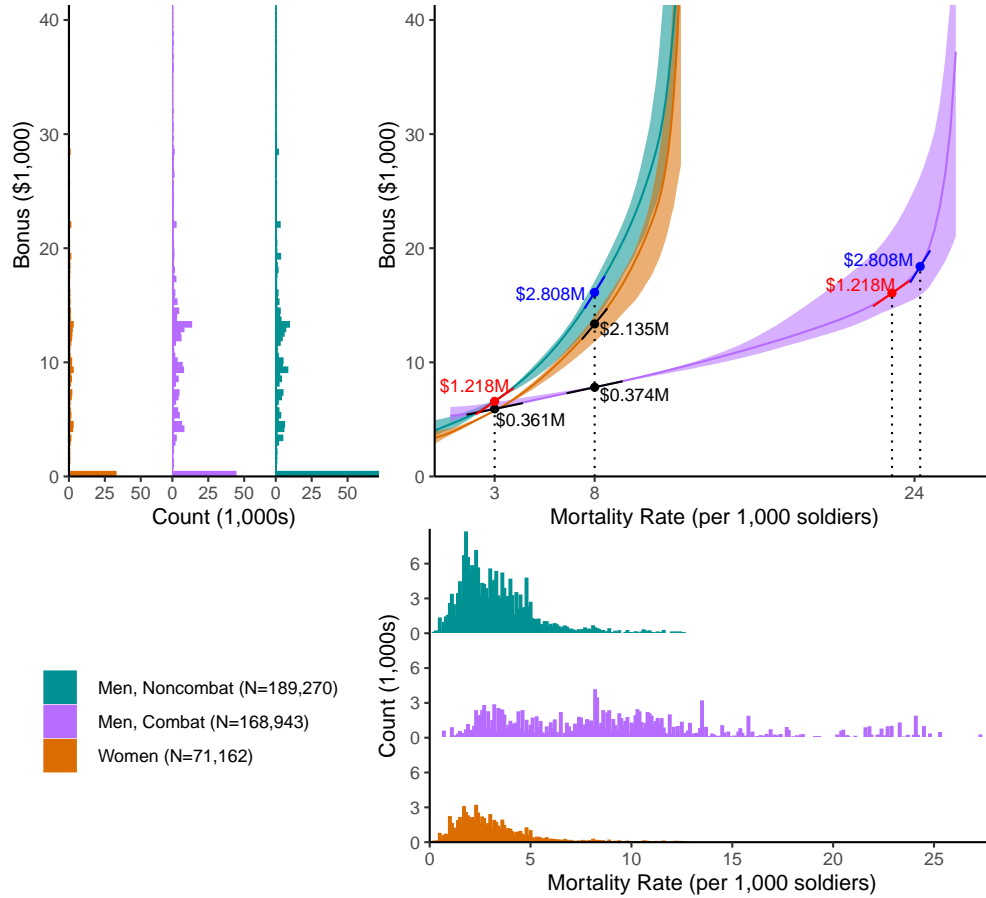 Bonus ($1,000)
40
30
20
10
0
0
25
50
0
25
50
0
25
50
Count (1,000s)
Bonus ($1,000)
40
30
20
10
0
$2.808M
$2.135M
$1.218M
$0.361M
$0.374M
$2.808M
$1.218M
3
8
24
Mortality Rate (per 1,000 soldiers)
Men, Noncombat (N=189,270)
Men, Combat (N=168,943)
Women (N=71,162)
Count (1,000s)
6
3
0
6
3
0
6
3
0
0
5
10
15
20
25
Mortality Rate (per 1,000 soldiers)